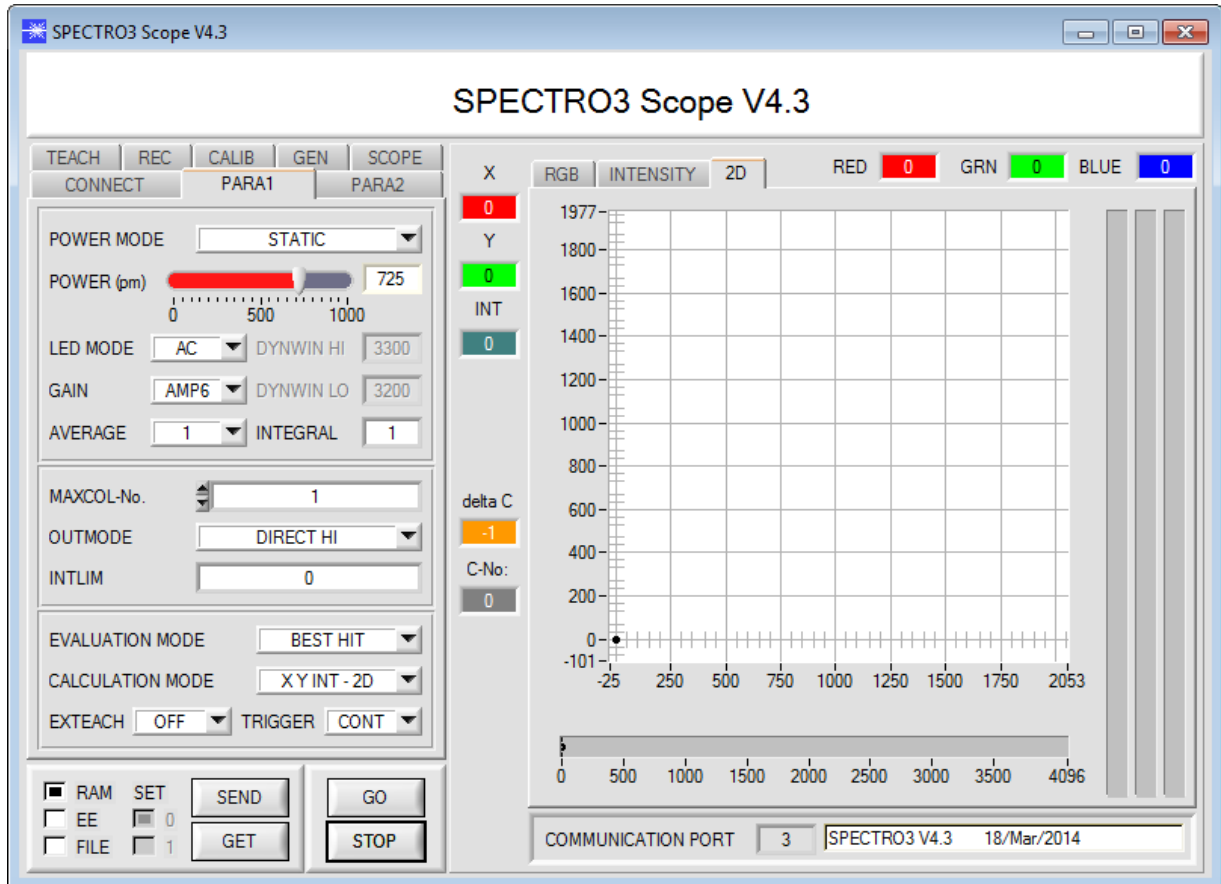 SPECTRO3 Scope V4.3
SPECTRO3 Scope V4.3
TEACH REC CALIB GEN SCOPE
CONNECT PARA1 PARA2
POWER MODE STATIC
POWER (pm) 725
0 500 1000
LED MODE AC DYNWIN HI 3300
GAIN AMP6 DYNWIN LO 3200
AVERAGE 1 INTEGRAL 1
MAXCOL-No. 1
OUTMODE DIRECT HI
INTLIM 0
EVALUATION MODE BEST HIT
CALCULATION MODE X Y INT - 2D
EXTEACH OFF TRIGGER CONT
RAM SET
EE 0
FILE 1
SEND
GET
GO
STOP
X
0
Y
0
INT
0
delta C
-1
C-No:
0
RGB INTENSITY 2D
RED 0 GRN 0 BLUE 0
1977
1800
1600
1400
1200
1000
800
600
400
200
0
-101
-25 250 500 750 1000 1250 1500 1750 2053
0 500 1000 1500 2000 2500 3000 3500 4096
COMMUNICATION PORT 3 SPECTRO3 V4.3 18/Mar/2014